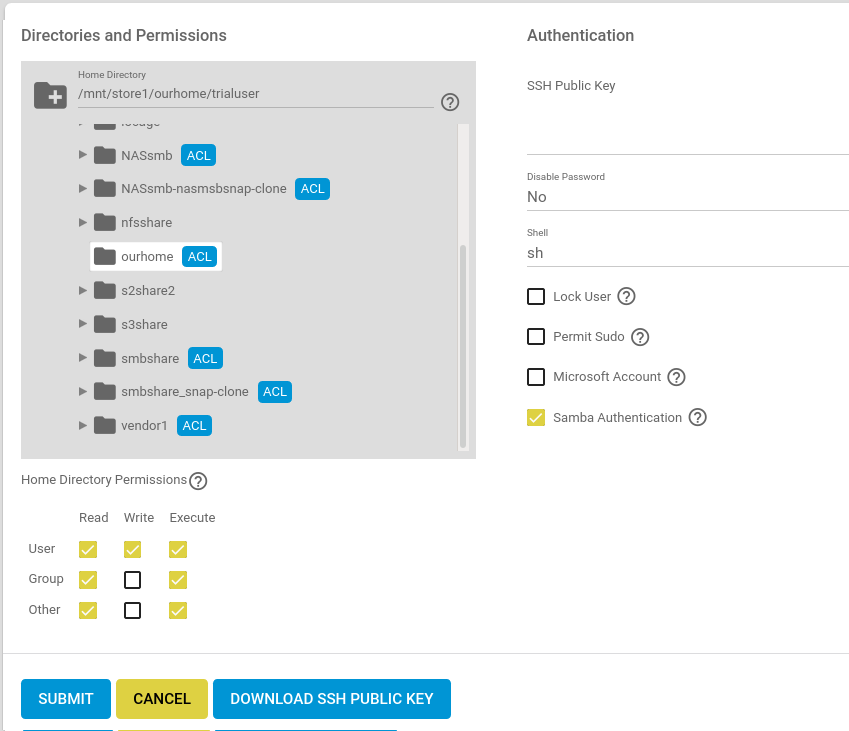 Directories and Permissions
Home Directory
/mnt/store1/ourhome/trialuser
NASsmb ACL
NASsmb-nasmsbsnap-clone ACL
nfsshare
ourhome ACL
s2share2
s3share
smbshare ACL
smbshare_snap-clone ACL
vendor1 ACL
Home Directory Permissions
Read Write Execute
User
Group
Other
Authentication
SSH Public Key
Disable Password
No
Shell
sh
Lock User
Permit Sudo
Microsoft Account
Samba Authentication
SUBMIT CANCEL DOWNLOAD SSH PUBLIC KEY